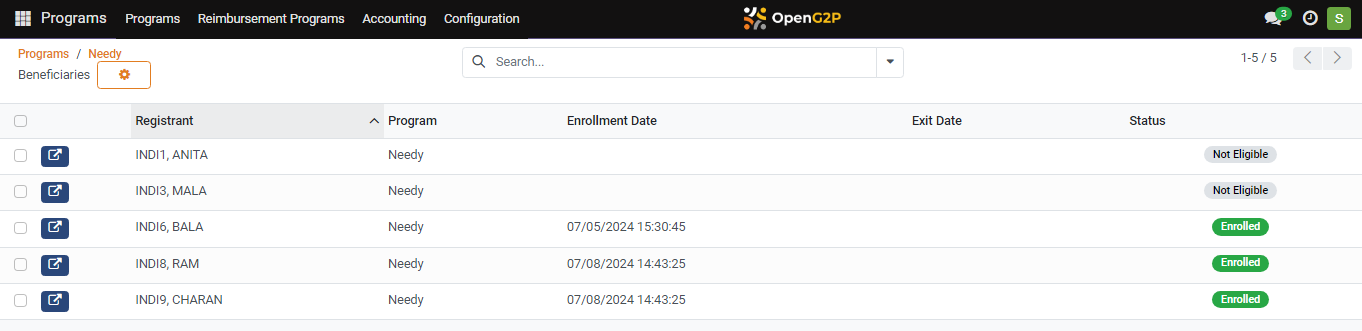 Programs Programs Reimbursement Programs Accounting Configuration OpenG2P 3 S
Programs / Needy
Beneficiaries
Search...
1-5 / 5
Registrant Program Enrollment Date Exit Date Status
INDI1, ANITA Needy Not Eligible
INDI3, MALA Needy Not Eligible
INDI6, BALA Needy 07/05/2024 15:30:45 Enrolled
INDI8, RAM Needy 07/08/2024 14:43:25 Enrolled
INDI9, CHARAN Needy 07/08/2024 14:43:25 Enrolled